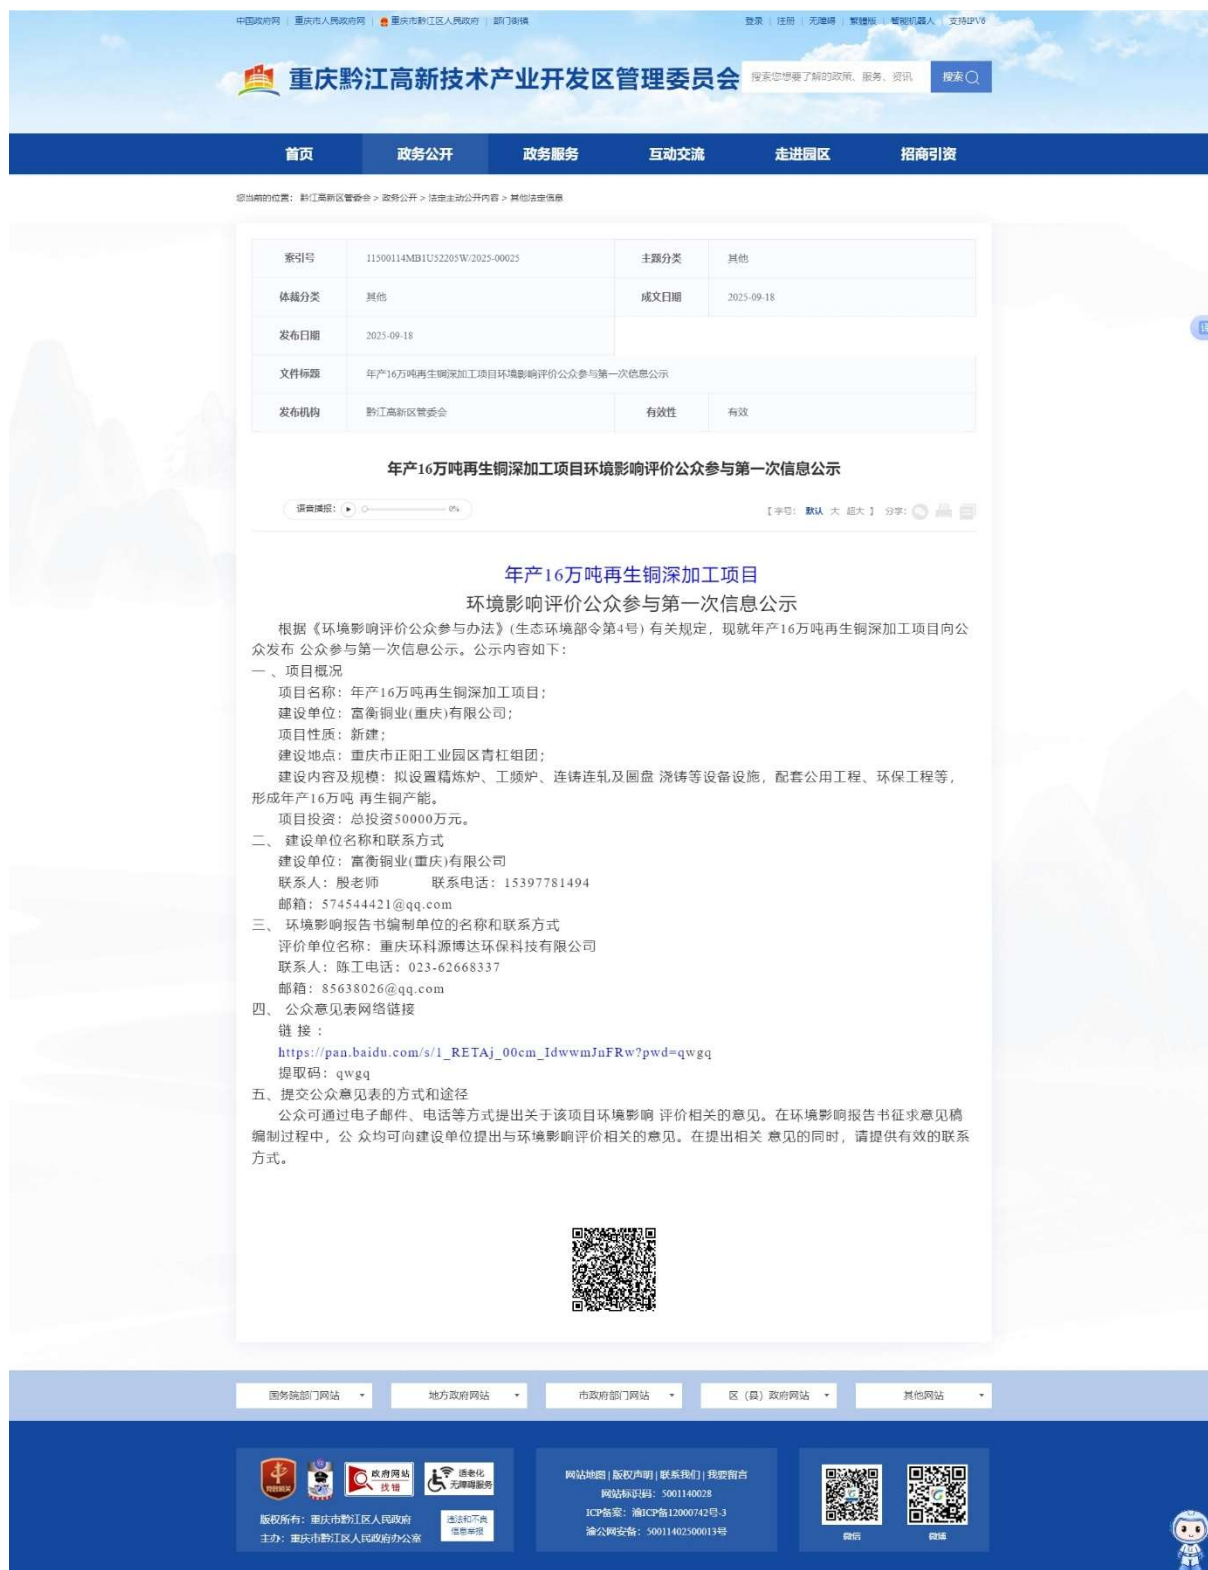 中国政府网 | 重庆市人民政府网 | 重庆市黔江区人民政府 | 部门街镇
登录 | 注册 | 无障碍 | 繁體版 | 智能机器人 | 支持IPV6
重庆黔江高新技术产业开发区管理委员会
搜索您想要了解的政策、服务、资讯 搜索
首页 政务公开 政务服务 互动交流 走进园区 招商引资
您当前的位置： 黔江高新区管委会 > 政务公开 > 法定主动公开内容 > 其他法定信息
索引号 11500114MB1U52205W/2025-00025 主题分类 其他
体裁分类 其他 成文日期 2025-09-18
发布日期 2025-09-18
文件标题 年产16万吨再生铜深加工项目环境影响评价公众参与第一次信息公示
发布机构 黔江高新区管委会 有效性 有效
年产16万吨再生铜深加工项目环境影响评价公众参与第一次信息公示
语音播报： 0%
【 字号： 默认 大 超大 】 分享：
年产16万吨再生铜深加工项目
环境影响评价公众参与第一次信息公示
根据《环境影响评价公众参与办法》(生态环境部令第4号) 有关规定，现就年产16万吨再生铜深加工项目向公
众发布 公众参与第一次信息公示。公示内容如下：
一 、项目概况
项目名称：年产16万吨再生铜深加工项目；
建设单位：富衡铜业(重庆)有限公司；
项目性质：新建；
建设地点：重庆市正阳工业园区青杠组团；
建设内容及规模：拟设置精炼炉、工频炉、连铸连轧及圆盘 浇铸等设备设施，配套公用工程、环保工程等，
形成年产16万吨 再生铜产能。
项目投资：总投资50000万元。
二、 建设单位名称和联系方式
建设单位：富衡铜业(重庆)有限公司
联系人：殷老师 联系电话：15397781494
邮箱：574544421@qq.com
三、 环境影响报告书编制单位的名称和联系方式
评价单位名称：重庆环科源博达环保科技有限公司
联系人：陈工电话：023-62668337
邮箱：85638026@qq.com
四、 公众意见表网络链接
链 接 ：
https://pan.baidu.com/s/1_RETAj_00cm_IdwwmJnFRw?pwd=qwgq
提取码：qwgq
五、提交公众意见表的方式和途径
公众可通过电子邮件、电话等方式提出关于该项目环境影响 评价相关的意见。在环境影响报告书征求意见稿
编制过程中，公 众均可向建设单位提出与环境影响评价相关的意见。在提出相关 意见的同时，请提供有效的联系
方式。
国务院部门网站 地方政府网站 市政府部门网站 区（县）政府网站 其他网站
党政机关
政府网站
找错
适老化
无障碍服务
版权所有：重庆市黔江区人民政府
主办：重庆市黔江区人民政府办公室
违法和不良
信息举报
网站地图 | 版权声明 | 联系我们 | 我要留言
网站标识码：5001140028
ICP备案：渝ICP备12000742号-3
渝公网安备：50011402500013号
微信 微博